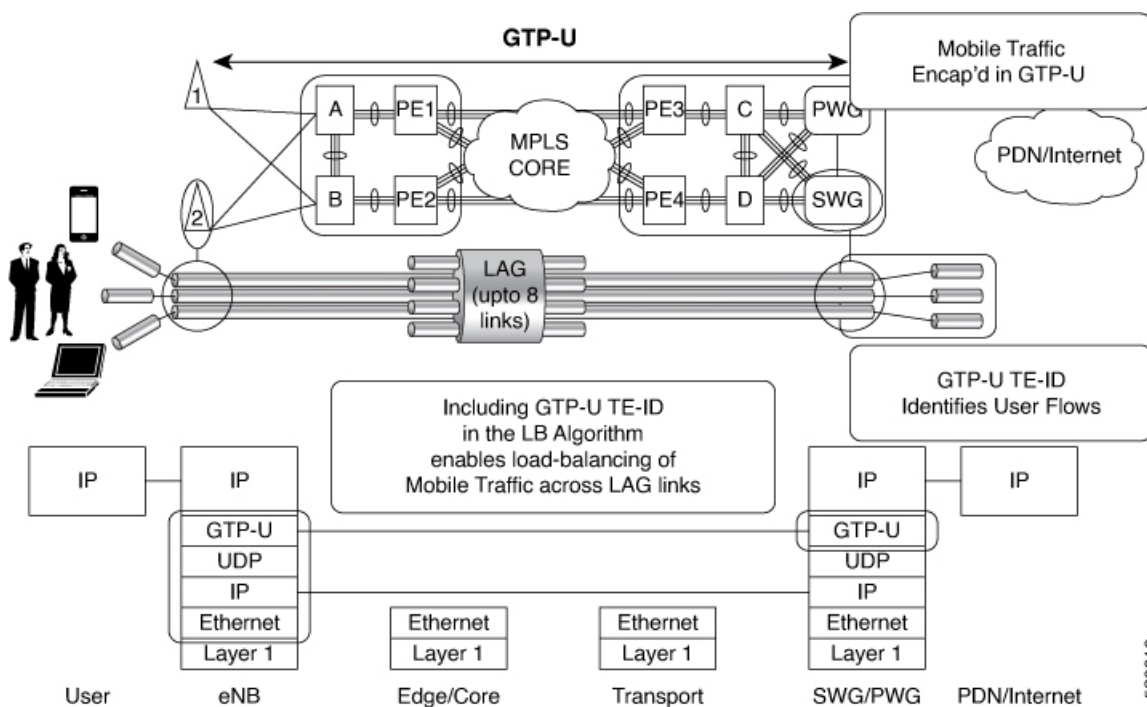 GTP-U
Mobile Traffic
Encap'd in GTP-U
1
A
PE1
PE3
C
PWG
MPLS
CORE
PDN/Internet
2
B
PE2
PE4
D
SWG
LAG
(upto 8
links)
GTP-U TE-ID
Identifies User Flows
Including GTP-U TE-ID
in the LB Algorithm
enables load-balancing of
Mobile Traffic across LAG links
IP
IP
IP
IP
GTP-U
GTP-U
UDP
UDP
IP
IP
Ethernet
Ethernet
Ethernet
Ethernet
Layer 1
Layer 1
Layer 1
Layer 1
User
eNB
Edge/Core
Transport
SWG/PWG
PDN/Internet